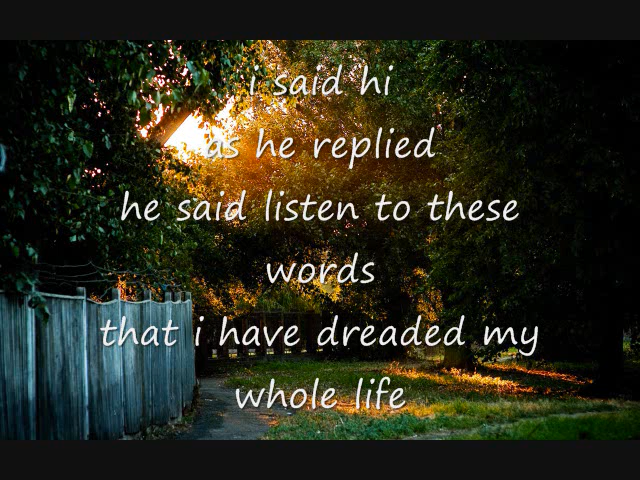 i said hi
as he replied
he said listen to these
words
that i have dreaded my
whole life